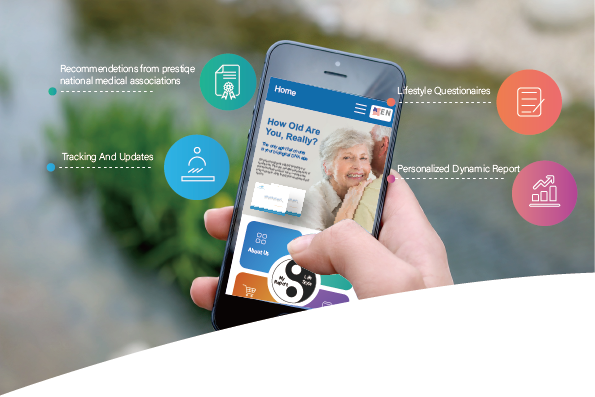 Recommendetions from prestiqe
national medical associations
Lifestyle Questionaires
Tracking And Updates
Personalized Dynamic Report
Home
EN
How Old Are
You, Really?
About Us
My
Report
Life
Style